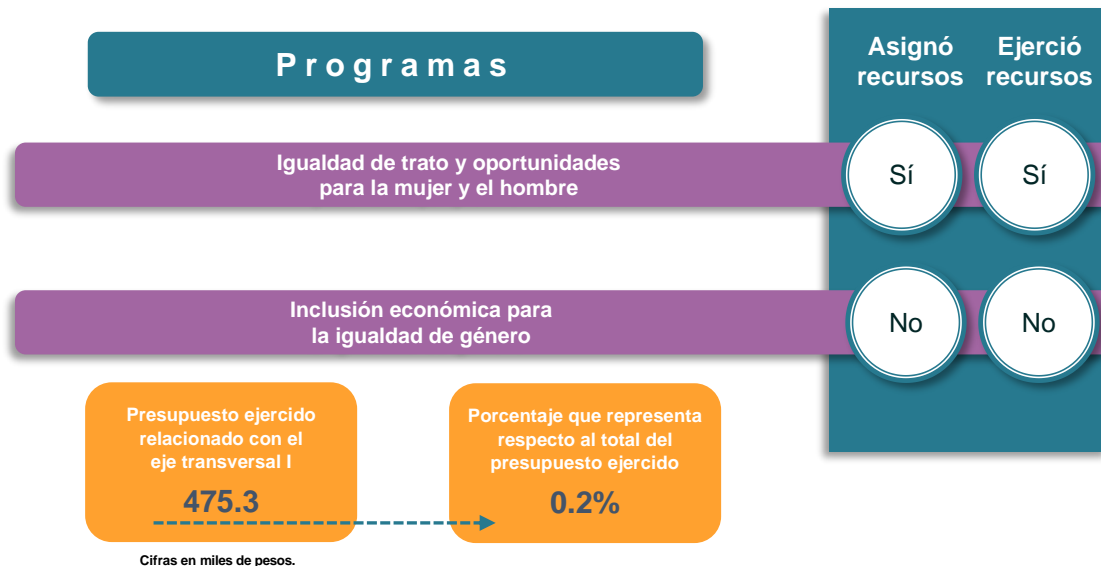 Programas
Asignó
recursos
Ejerció
recursos
Igualdad de trato y oportunidades
para la mujer y el hombre
Sí
Sí
Inclusión económica para
la igualdad de género
No
No
Presupuesto ejercido
relacionado con el
eje transversal I
475.3
Porcentaje que representa
respecto al total del
presupuesto ejercido
0.2%
Cifras en miles de pesos.